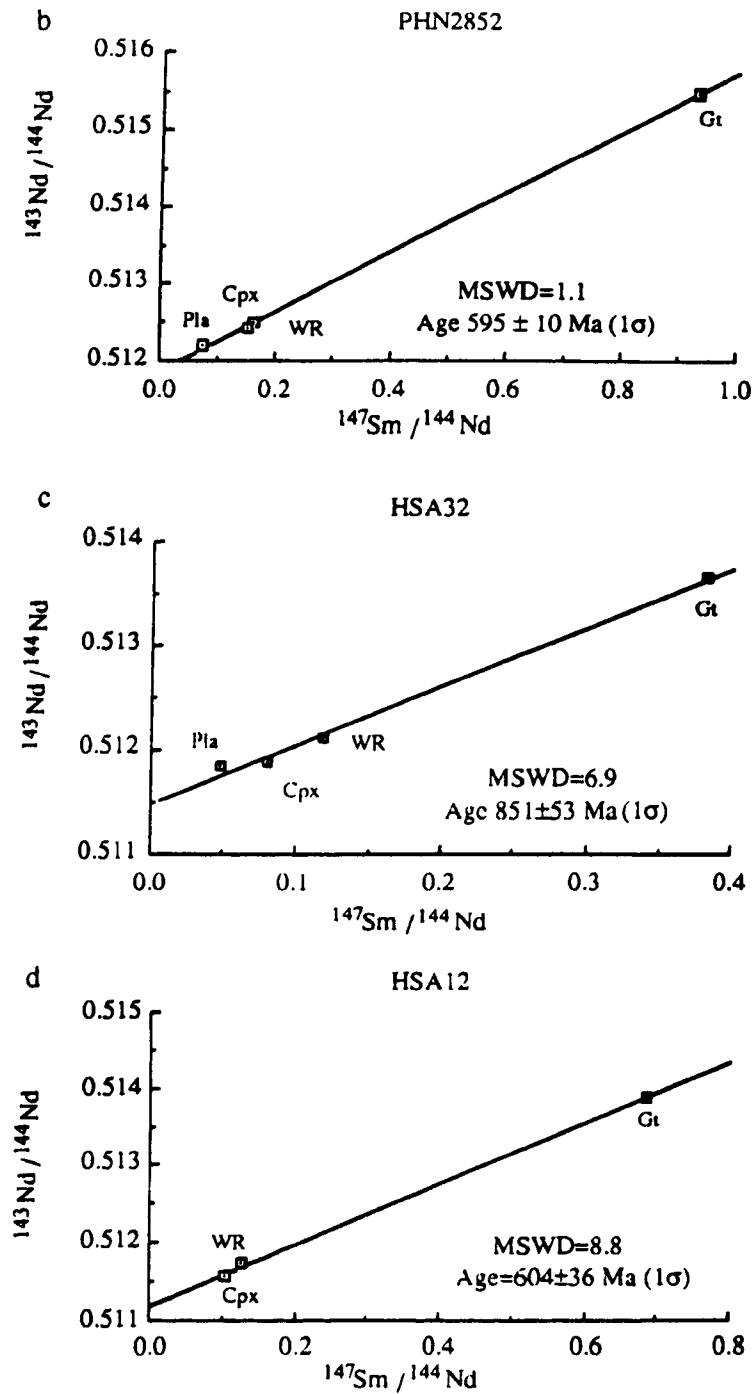 b
PHN2852
0.516
0.515
0.514
0.513
0.512
143Nd / 144Nd
Gt
Cpx
Pla
WR
MSWD=1.1
Age 595 ± 10 Ma (1σ)
0.0 0.2 0.4 0.6 0.8 1.0
147Sm / 144Nd
c
HSA32
0.514
0.513
0.512
0.511
143Nd / 144Nd
Gt
Pla
WR
Cpx
MSWD=6.9
Age 851±53 Ma (1σ)
0.0 0.1 0.2 0.3 0.4
147Sm / 144Nd
d
HSA12
0.515
0.514
0.513
0.512
0.511
143Nd / 144Nd
Gt
WR
Cpx
MSWD=8.8
Age=604±36 Ma (1σ)
0.0 0.2 0.4 0.6 0.8
147Sm / 144Nd